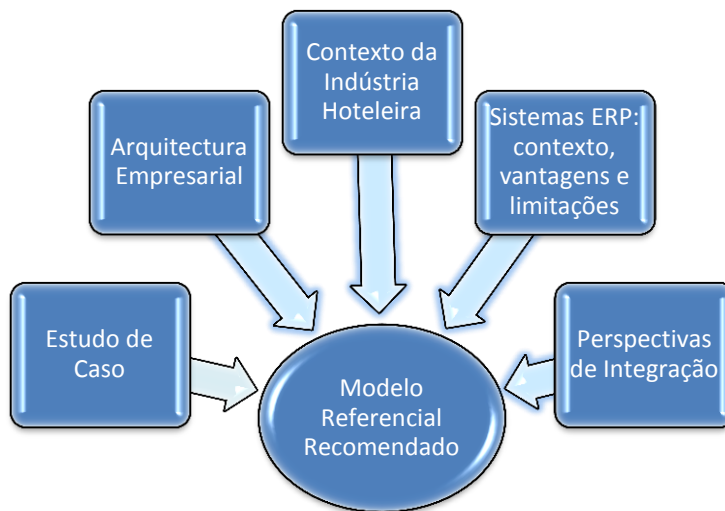 Contexto da
Indústria
Hoteleira
Arquitectura
Empresarial
Sistemas ERP:
contexto,
vantagens e
limitações
Estudo de
Caso
Modelo
Referencial
Recomendado
Perspectivas
de Integração